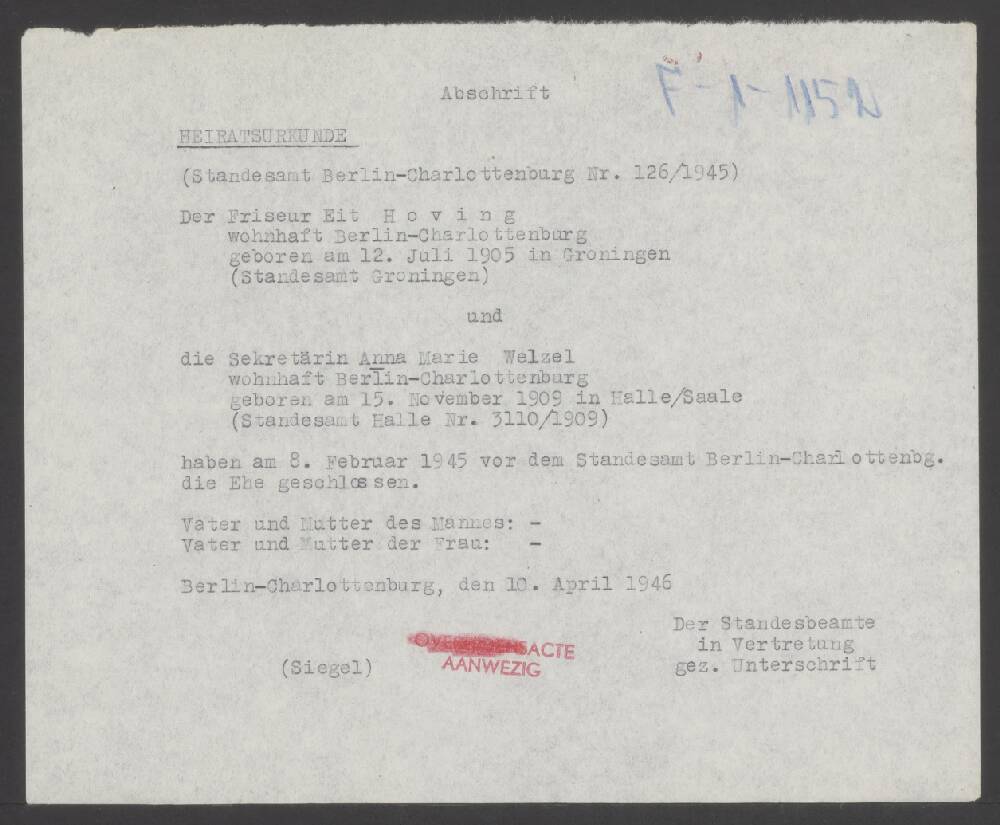 Abschrift
F-1-1152
HEIRATSURKUNDE
(Standesamt Berlin-Charlottenburg Nr. 126/1945)
Der Friseur Eit H o v i n g
wohnhaft Berlin-Charlottenburg
geboren am 12. Juli 1905 in Groningen
(Standesamt Groningen)
und
die Sekretärin Anna Marie Welzel
wohnhaft Berlin-Charlottenburg
geboren am 15. November 1909 in Halle/Saale
(Standesamt Halle Nr. 3110/1909)
haben am 8. Februar 1945 vor dem Standesamt Berlin-Charlottenbg.
die Ehe geschlossen.
Vater und Mutter des Mannes: -
Vater und Mutter der Frau: -
Berlin-Charlottenburg, den 10. April 1946
Der Standesbeamte
in Vertretung
gez. Unterschrift
(Siegel)
ACTE
AANWEZIG